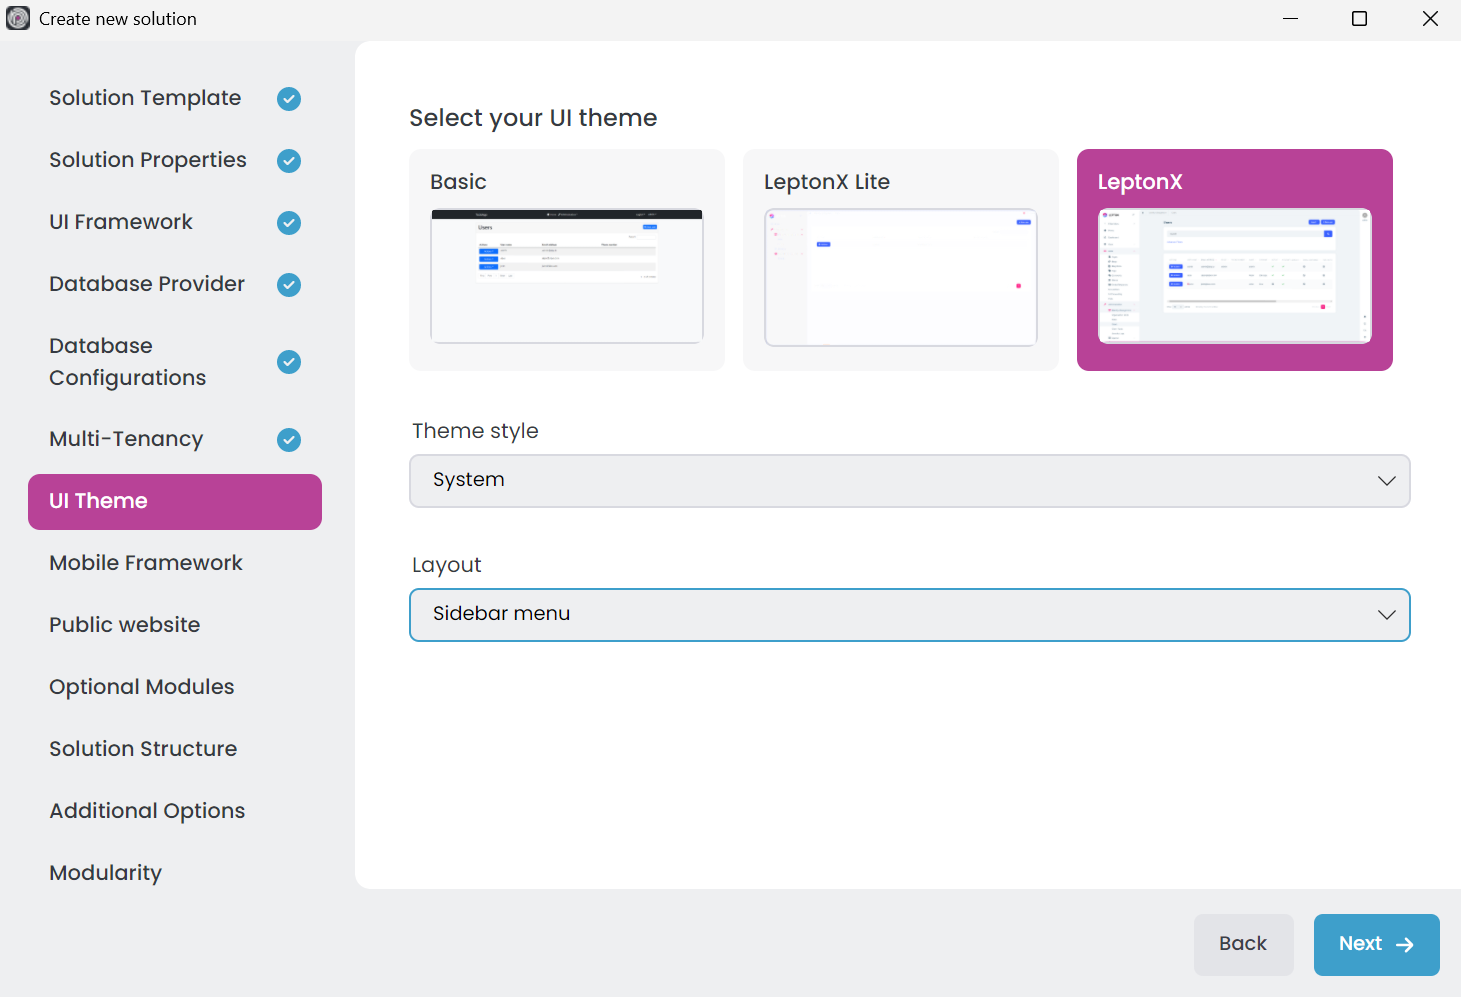 Create new solution
Solution Template
Solution Properties
UI Framework
Database Provider
Database
Configurations
Multi-Tenancy
UI Theme
Mobile Framework
Public website
Optional Modules
Solution Structure
Additional Options
Modularity
Select your UI theme
Basic
Users
LeptonX Lite
LeptonX
Theme style
System
Layout
Sidebar menu
Back
Next